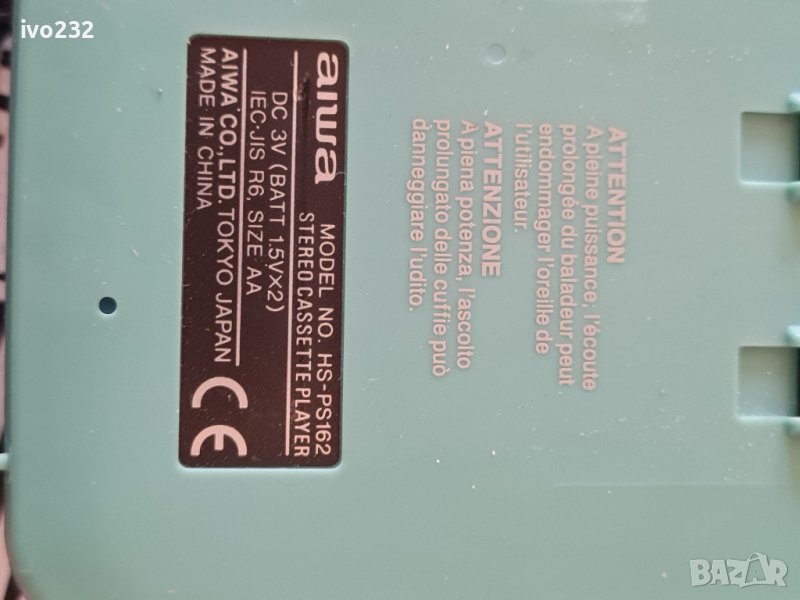 ivo232
aiwa
MODEL NO. HS-PS162
STEREO CASSETTE PLAYER
DC 3V (BATT 1.5V×2)
IEC·JIS R6, SIZE AA
AIWA CO.,LTD. TOKYO JAPAN
MADE IN CHINA
CE
ATTENTION
A pleine puissance, l'écoute
prolongée du baladeur peut
endommager l'oreille de
l'utilisateur.
ATTENZIONE
A piena potenza, l'ascolto
prolungato delle cuffie può
danneggiare l'udito.
BAZAR